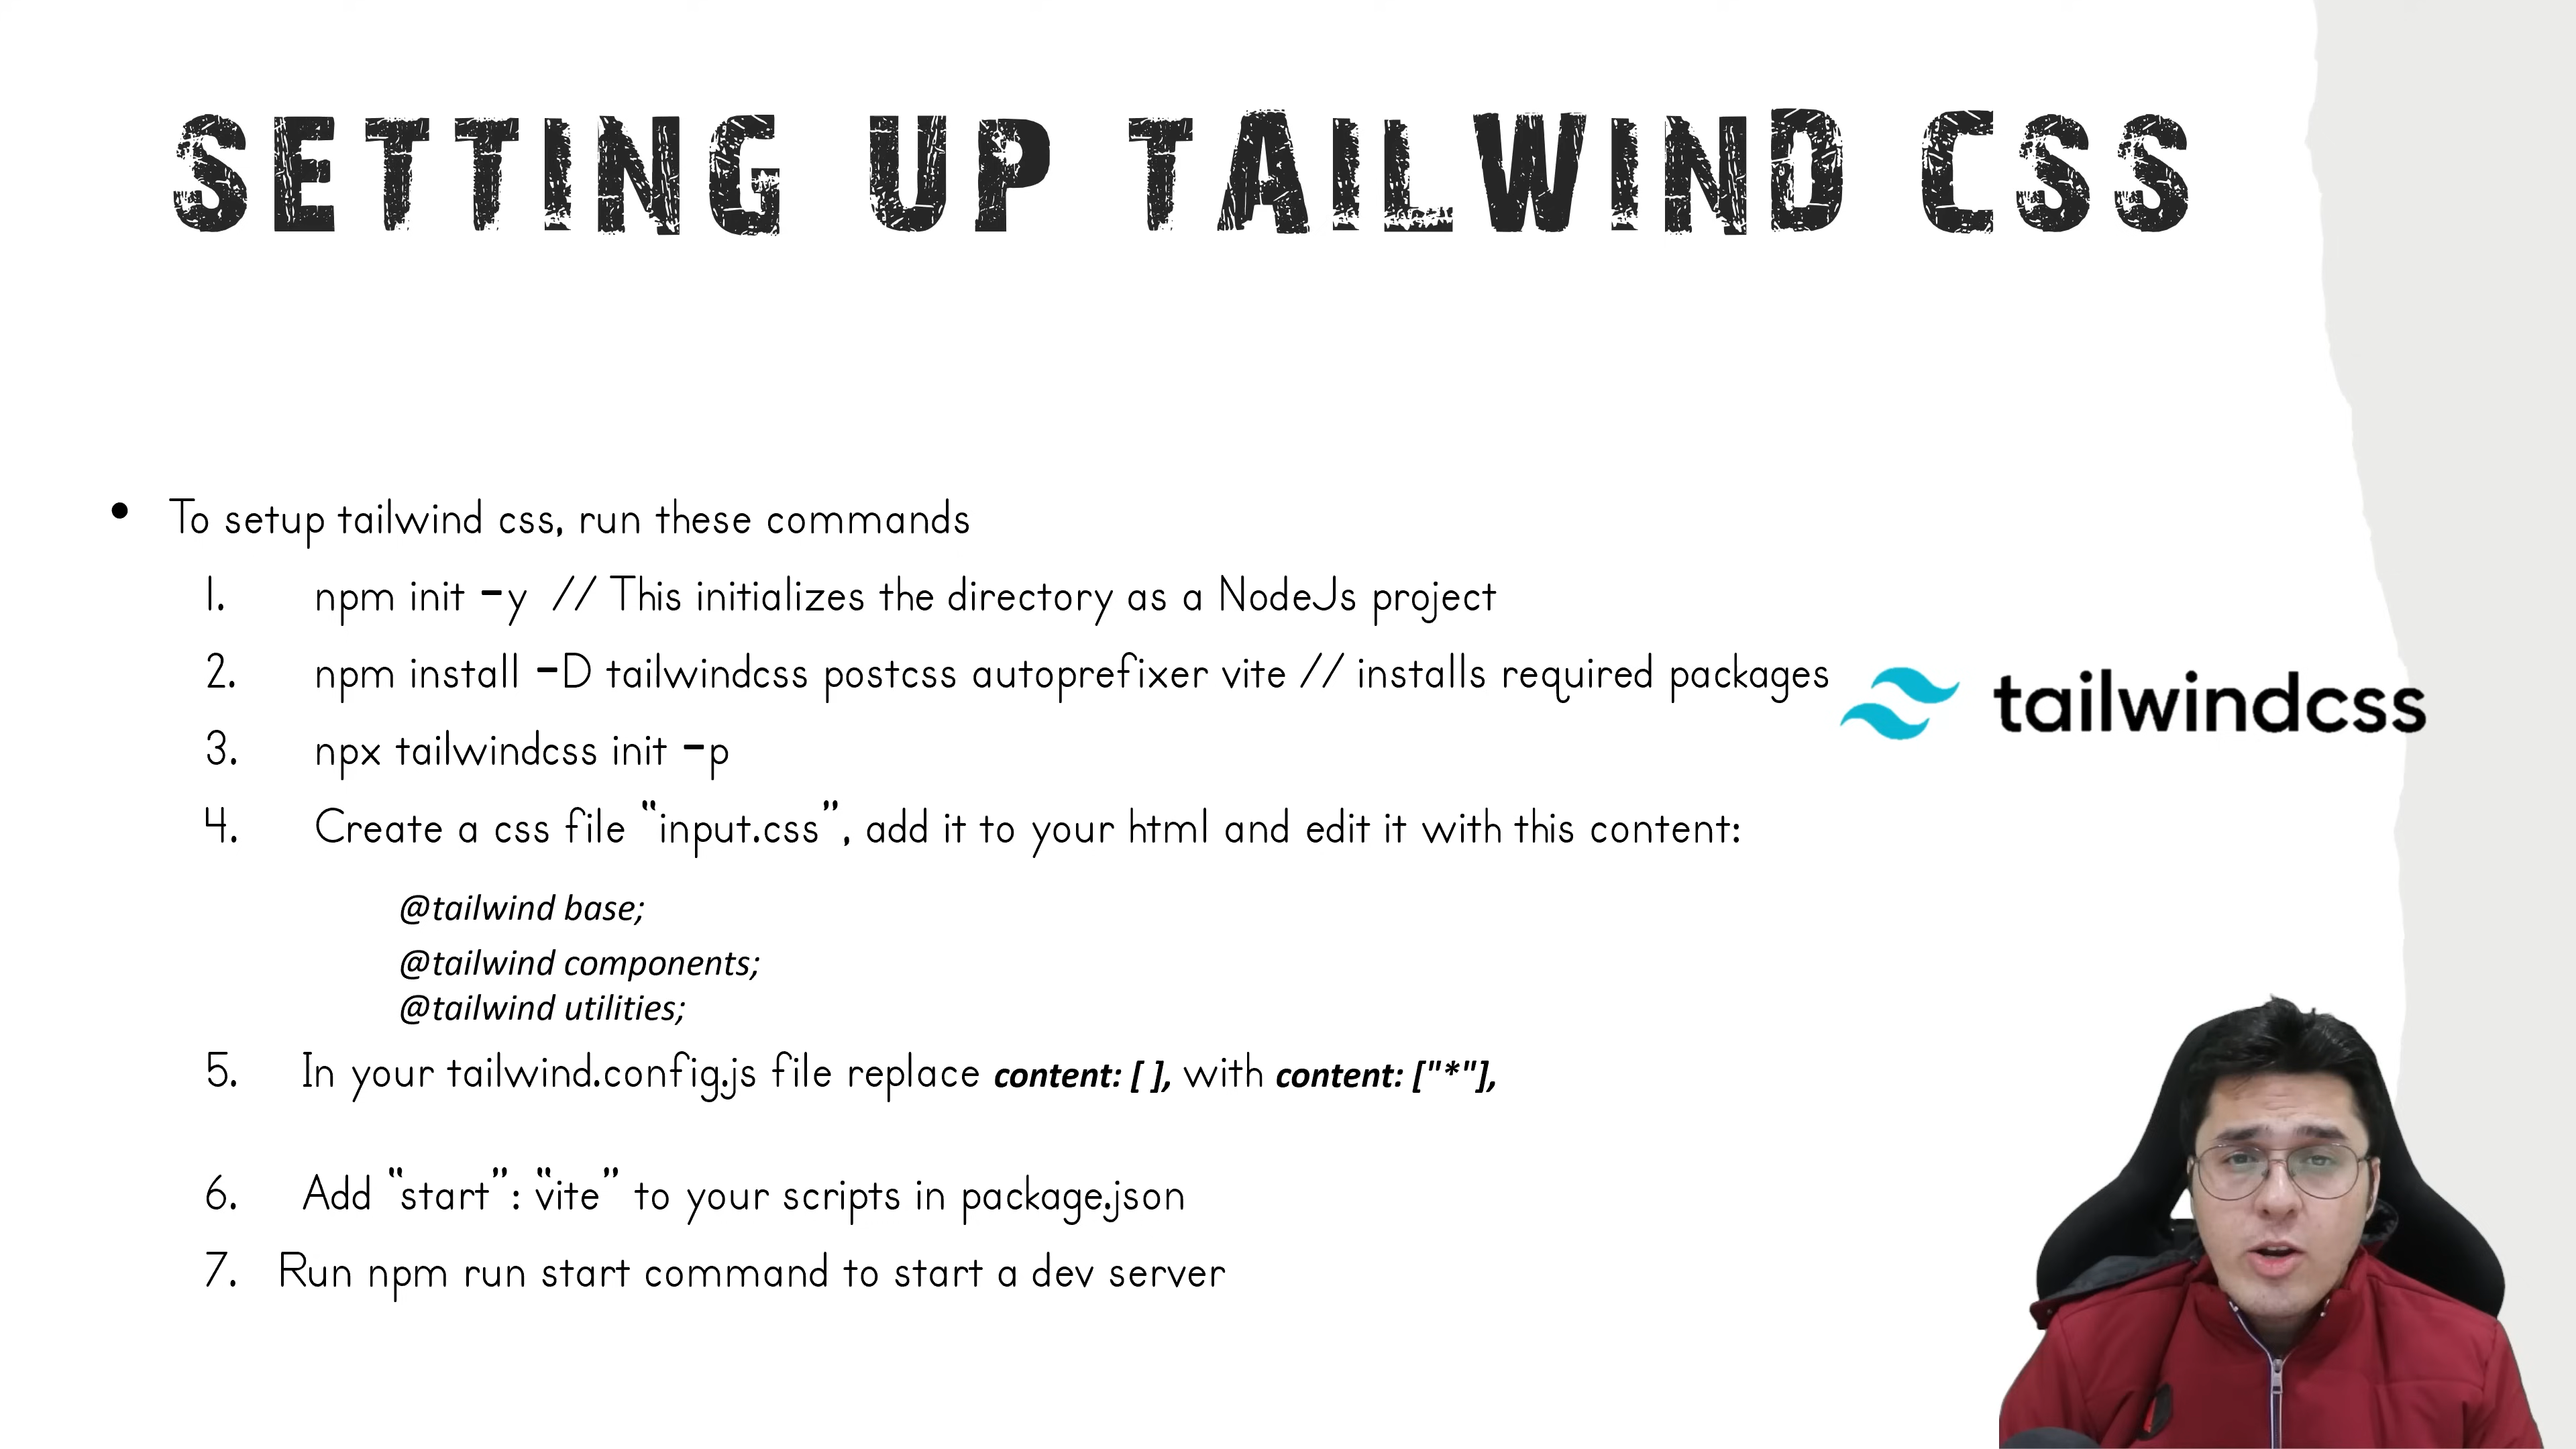 SETTING UP TAILWIND CSS
• To setup tailwind css, run these commands
1. npm init -y // This initializes the directory as a NodeJs project
2. npm install -D tailwindcss postcss autoprefixer vite // installs required packages
tailwindcss
3. npx tailwindcss init -p
4. Create a css file “input.css”, add it to your html and edit it with this content:
@tailwind base;
@tailwind components;
@tailwind utilities;
5. In your tailwind.config.js file replace content: [ ], with content: ["*"],
6. Add “start”: “vite” to your scripts in package.json
7. Run npm run start command to start a dev server